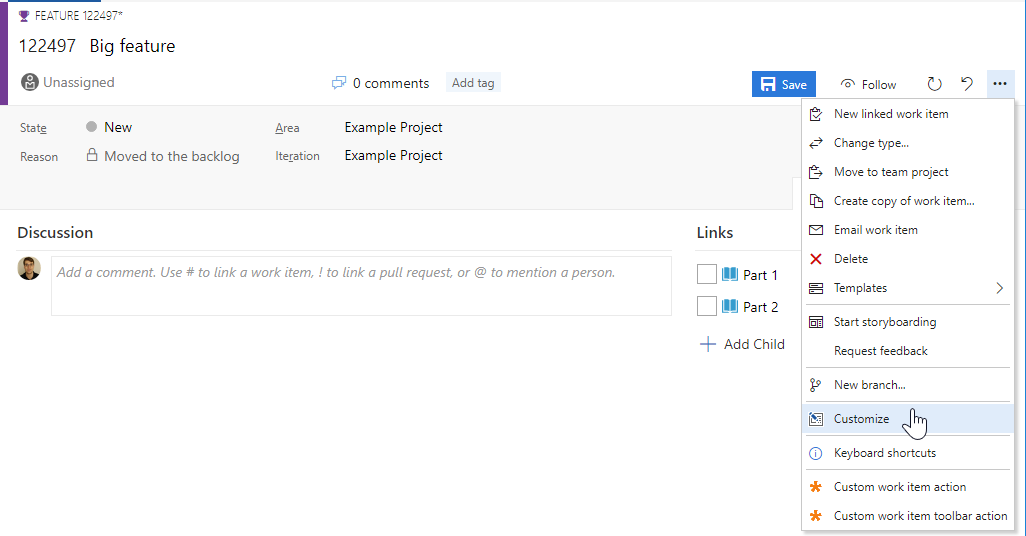 FEATURE 122497*
122497 Big feature
Unassigned 0 comments Add tag Save Follow
State New Area Example Project
Reason Moved to the backlog Iteration Example Project
Discussion
Add a comment. Use # to link a work item, ! to link a pull request, or @ to mention a person.
Links
Part 1
Part 2
Add Child
New linked work item
Change type...
Move to team project
Create copy of work item...
Email work item
Delete
Templates
Start storyboarding
Request feedback
New branch...
Customize
Keyboard shortcuts
Custom work item action
Custom work item toolbar action